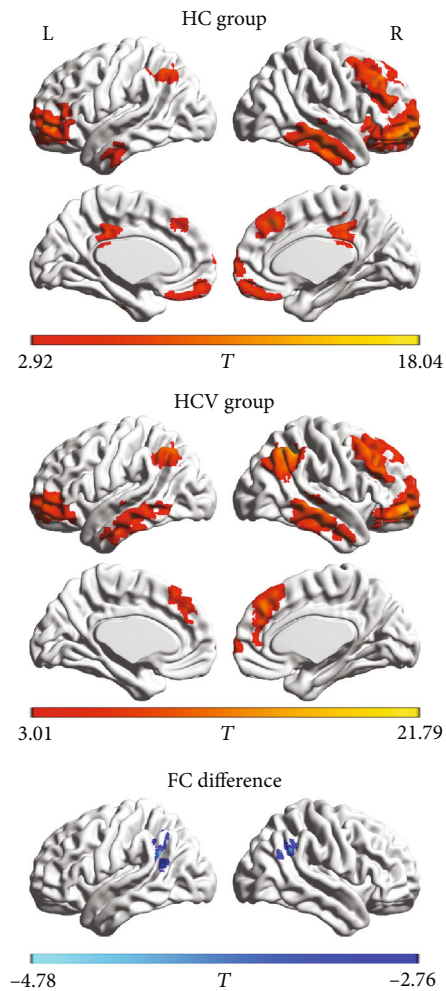 HC group
L R
2.92 T 18.04
HCV group
3.01 T 21.79
FC difference
–4.78 T –2.76